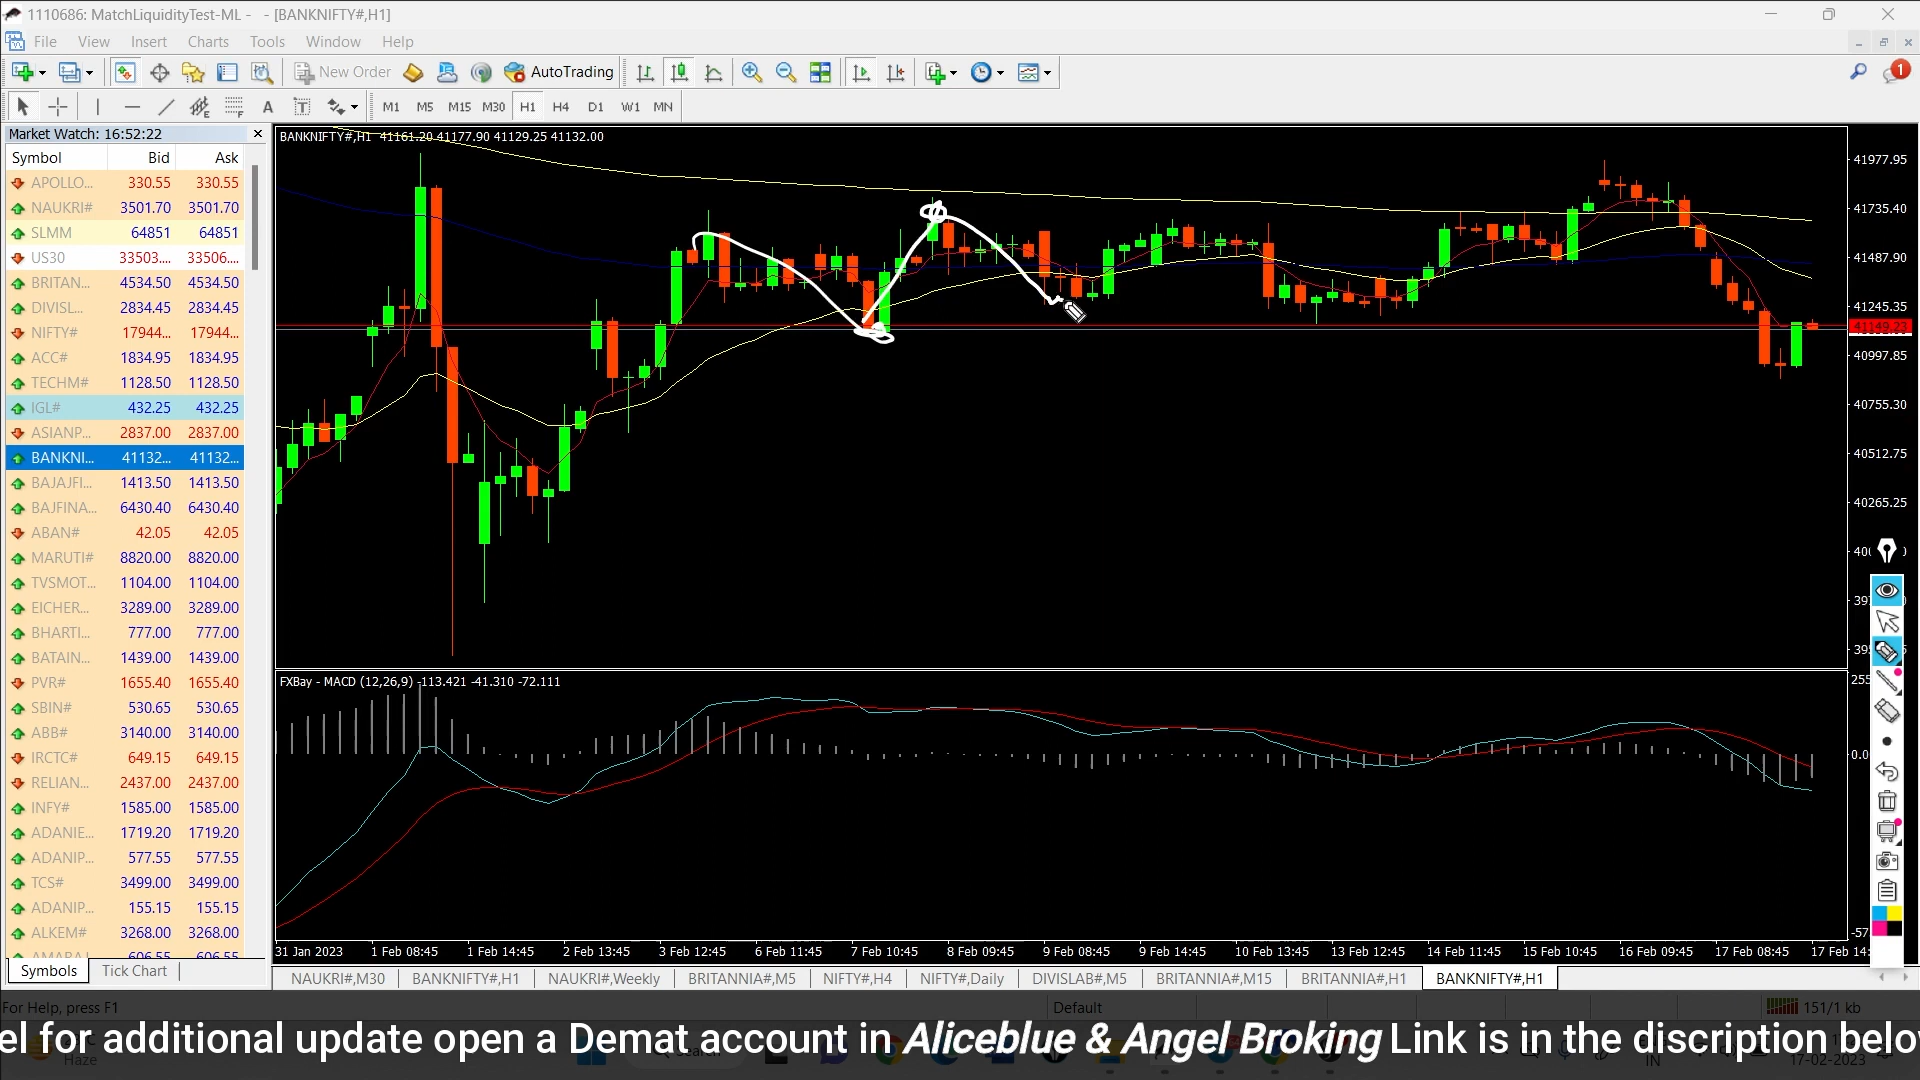 1110686: MatchLiquidityTest-ML - - [BANKNIFTY#,H1]
File View Insert Charts Tools Window Help
New Order AutoTrading 1
A T M1 M5 M15 M30 H1 H4 D1 W1 MN
Market Watch: 16:52:22
Symbol Bid Ask
APOLLO... 330.55 330.55
NAUKRI# 3501.70 3501.70
SLMM 64851 64851
US30 33503.... 33506....
BRITAN... 4534.50 4534.50
DIVISL... 2834.45 2834.45
NIFTY# 17944... 17944...
ACC# 1834.95 1834.95
TECHM# 1128.50 1128.50
IGL# 432.25 432.25
ASIANP... 2837.00 2837.00
BANKNI... 41132... 41132...
BAJAJFI... 1413.50 1413.50
BAJFINA... 6430.40 6430.40
ABAN# 42.05 42.05
MARUTI# 8820.00 8820.00
TVSMOT... 1104.00 1104.00
EICHER... 3289.00 3289.00
BHARTI... 777.00 777.00
BATAIN... 1439.00 1439.00
PVR# 1655.40 1655.40
SBIN# 530.65 530.65
ABB# 3140.00 3140.00
IRCTC# 649.15 649.15
RELIAN... 2437.00 2437.00
INFY# 1585.00 1585.00
ADANIE... 1719.20 1719.20
ADANIP... 577.55 577.55
TCS# 3499.00 3499.00
ADANIP... 155.15 155.15
ALKEM# 3268.00 3268.00
Symbols Tick Chart
BANKNIFTY#,H1 41161.20 41177.90 41129.25 41132.00
41977.95
41735.40
41487.90
41245.35
41149.23
40997.85
40755.30
40512.75
40265.25
FXBay - MACD (12,26,9) -113.421 -41.310 -72.111
255
0.0
-57
31 Jan 2023 1 Feb 08:45 1 Feb 14:45 2 Feb 13:45 3 Feb 12:45 6 Feb 11:45 7 Feb 10:45 8 Feb 09:45 9 Feb 08:45 9 Feb 14:45 10 Feb 13:45 13 Feb 12:45 14 Feb 11:45 15 Feb 10:45 16 Feb 09:45 17 Feb 08:45 17 Feb 14:
NAUKRI#,M30 BANKNIFTY#,H1 NAUKRI#,Weekly BRITANNIA#,M5 NIFTY#,H4 NIFTY#,Daily DIVISLAB#,M5 BRITANNIA#,M15 BRITANNIA#,H1 BANKNIFTY#,H1
For Help, press F1 Default 151/1 kb
el for additional update open a Demat account in Aliceblue & Angel Broking Link is in the discription belo
Haze
17-02-2023